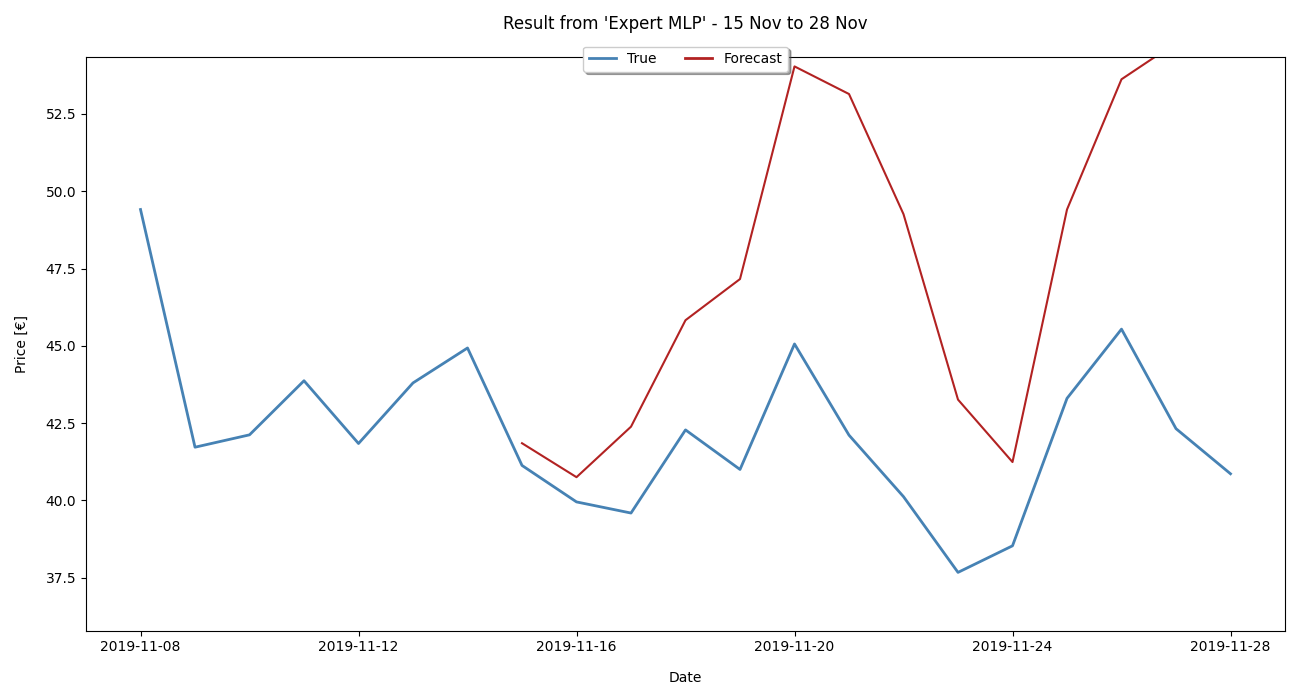 Result from 'Expert MLP' - 15 Nov to 28 Nov
True Forecast
52.5
50.0
47.5
45.0
42.5
40.0
37.5
Price [€]
2019-11-08 2019-11-12 2019-11-16 2019-11-20 2019-11-24 2019-11-28
Date